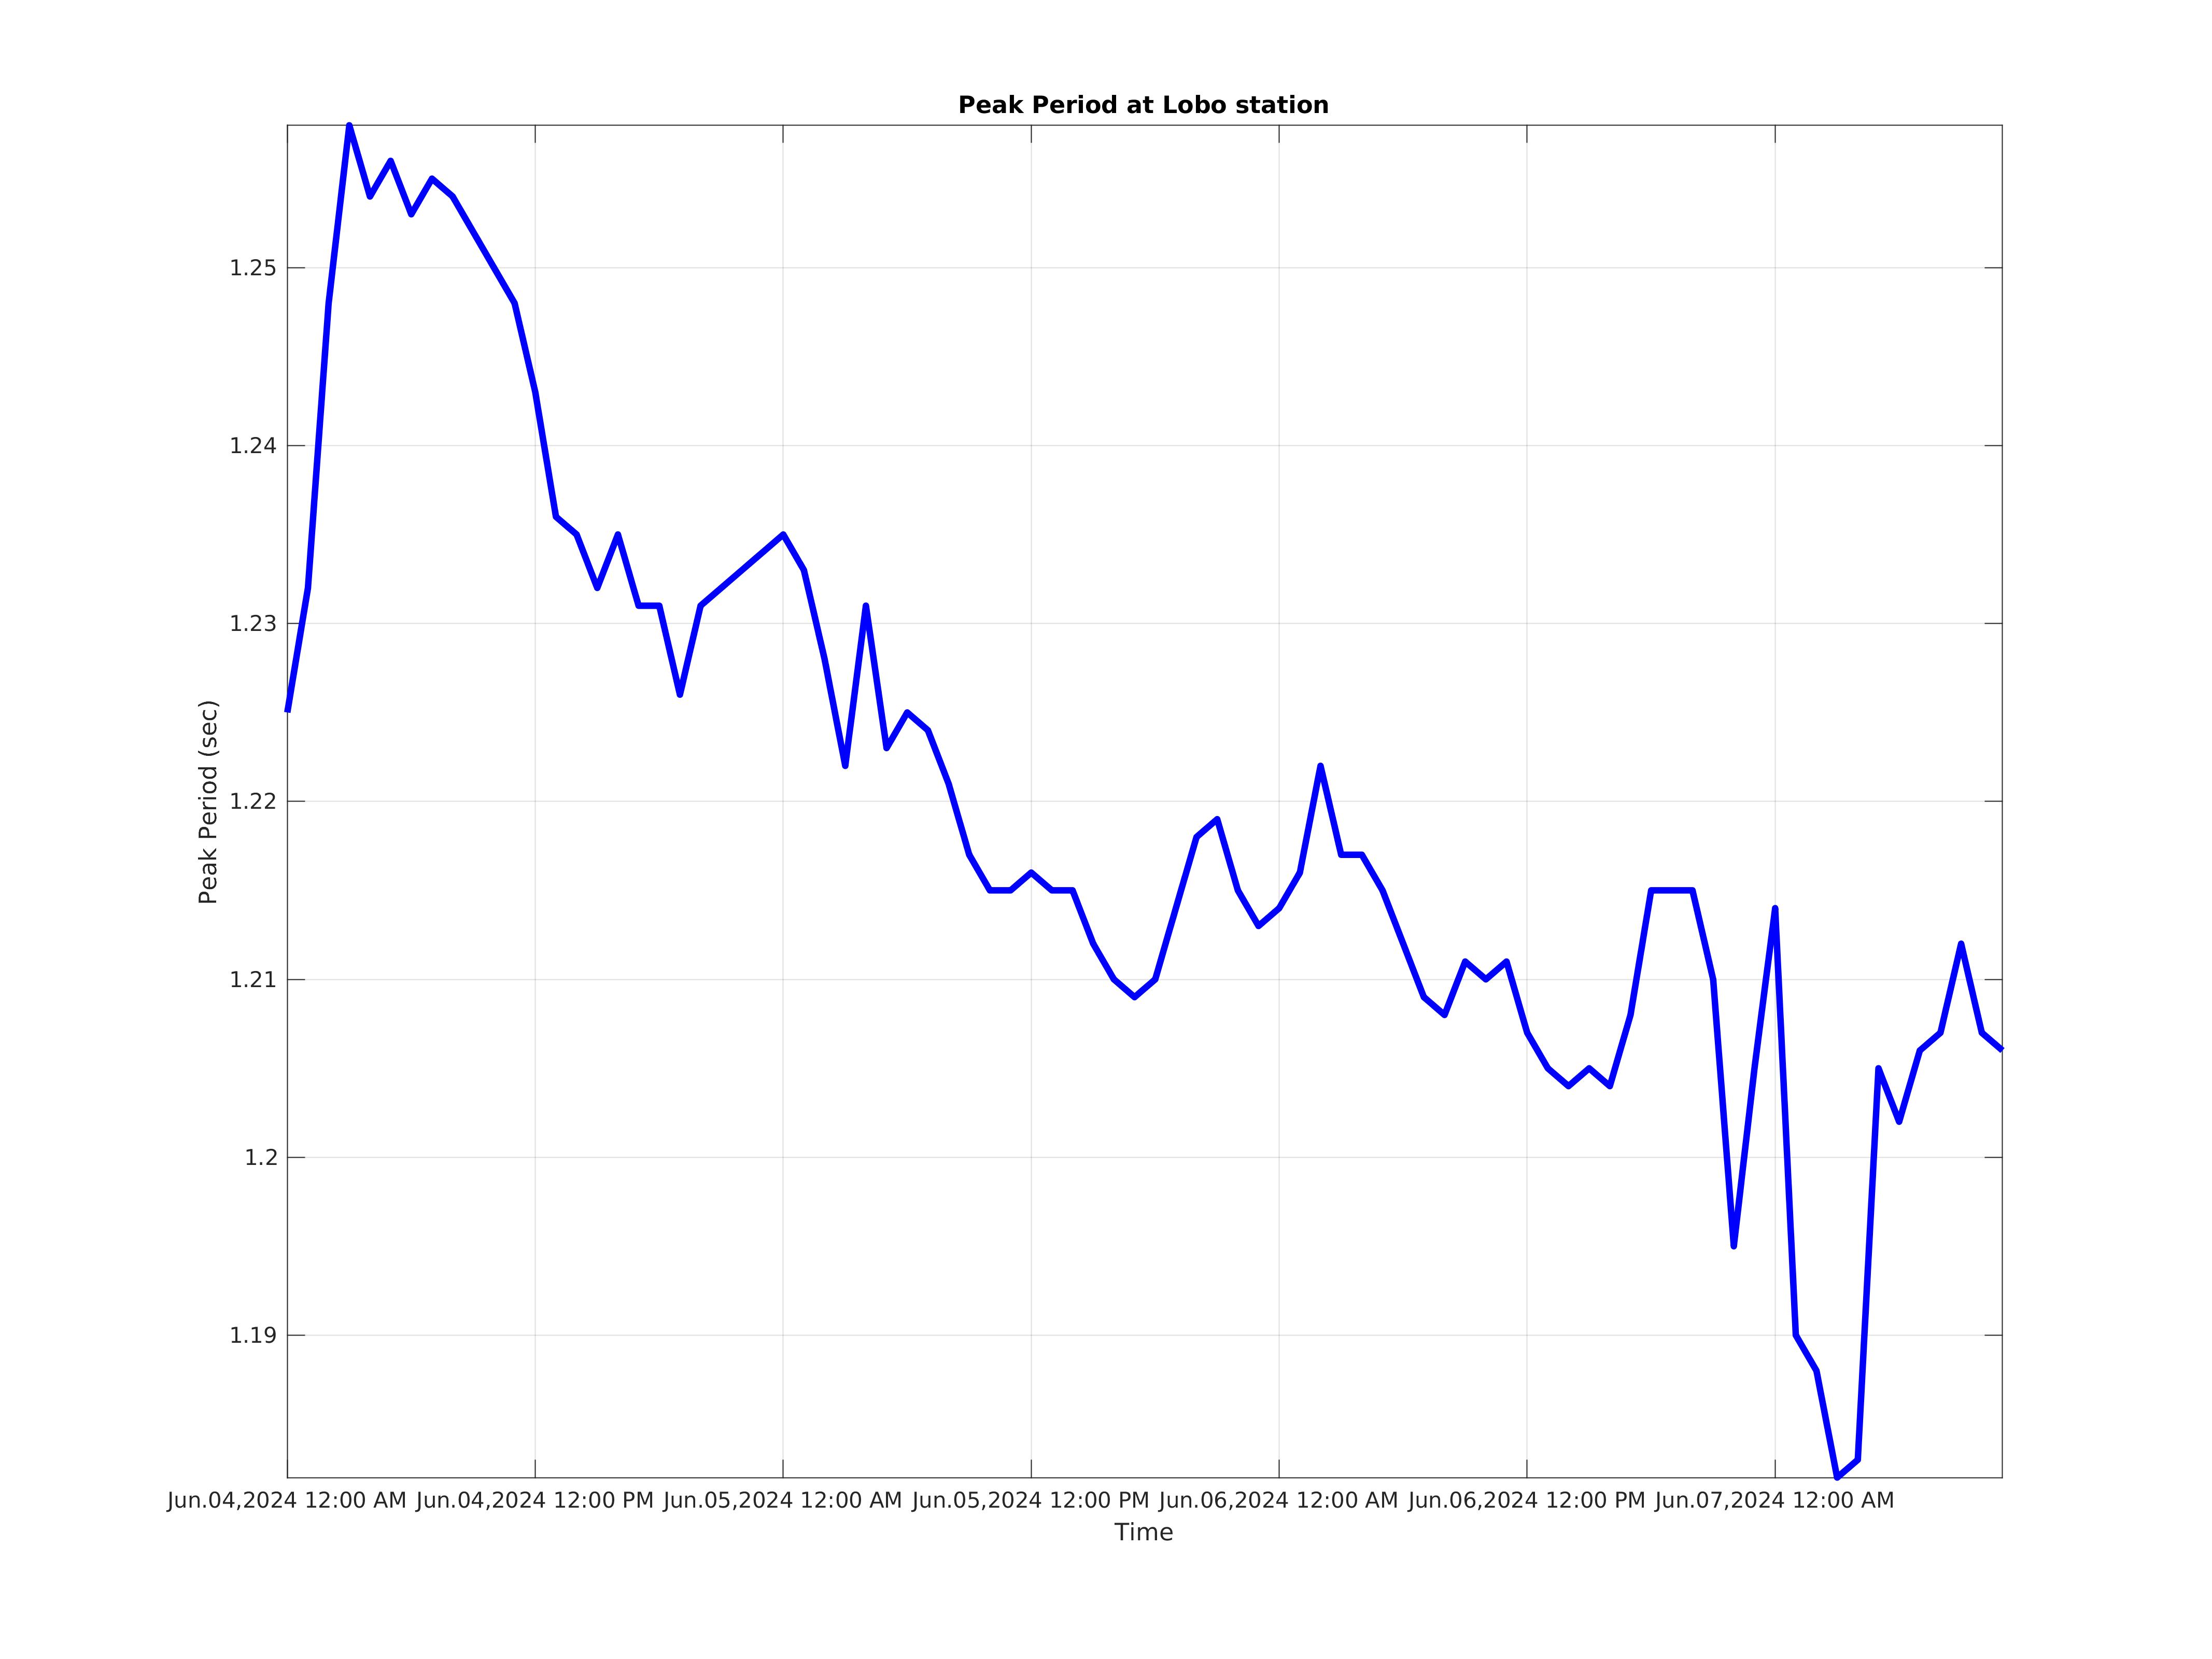 Peak Period at Lobo station
Peak Period (sec)
1.25
1.24
1.23
1.22
1.21
1.2
1.19
Jun.04,2024 12:00 AM Jun.04,2024 12:00 PM Jun.05,2024 12:00 AM Jun.05,2024 12:00 PM Jun.06,2024 12:00 AM Jun.06,2024 12:00 PM Jun.07,2024 12:00 AM
Time